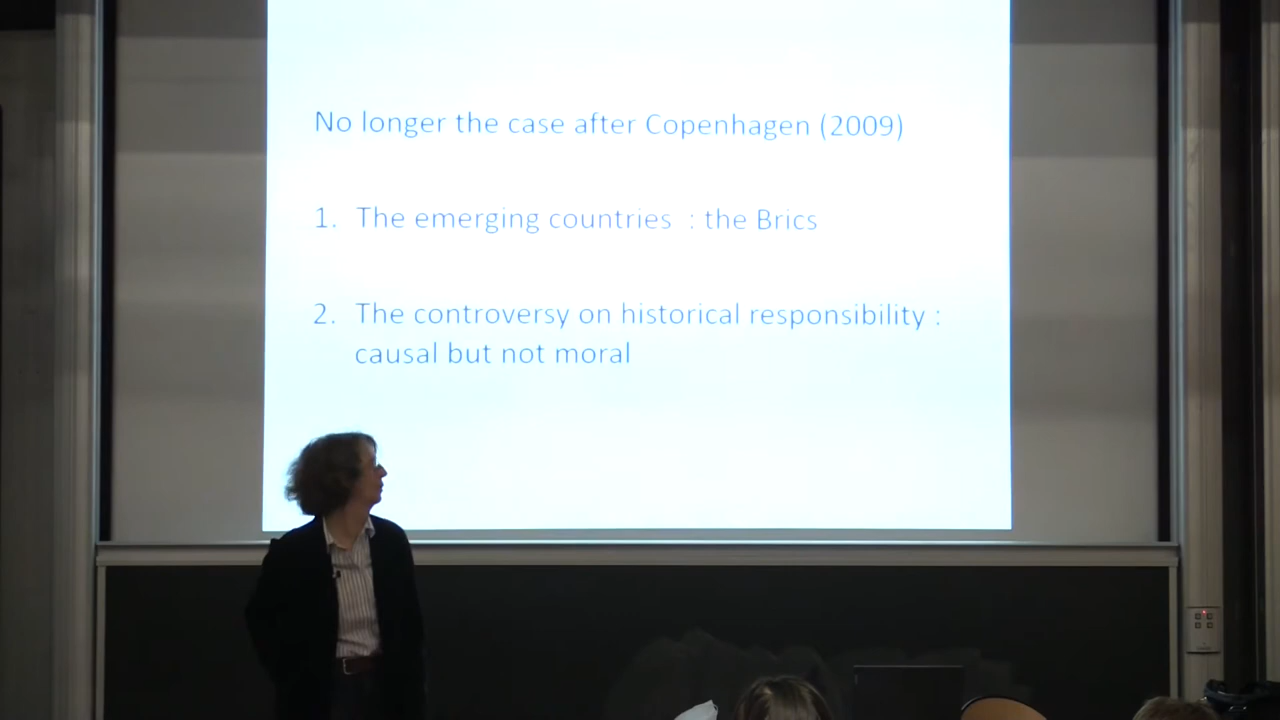 No longer the case after Copenhagen (2009)
1. The emerging countries : the Brics
2. The controversy on historical responsibility :
causal but not moral